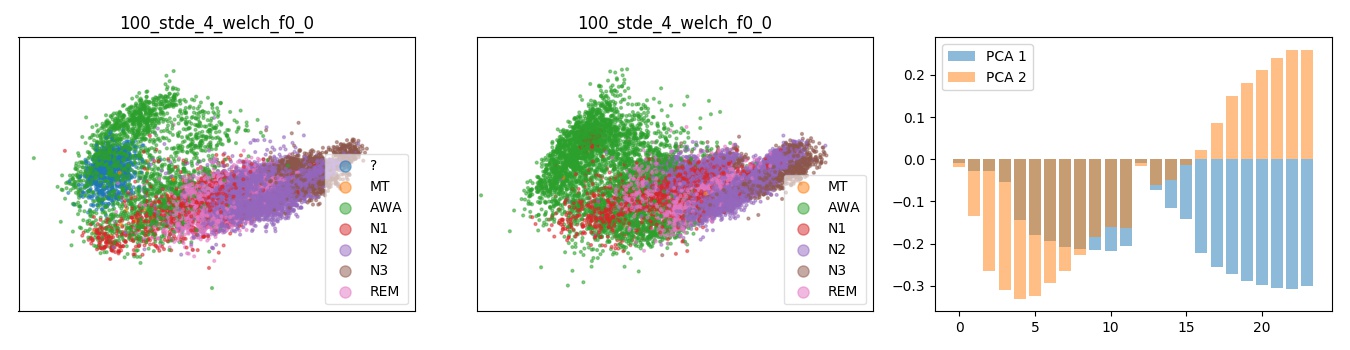 100_stde_4_welch_f0_0
?
MT
AWA
N1
N2
N3
REM
100_stde_4_welch_f0_0
MT
AWA
N1
N2
N3
REM
PCA 1
PCA 2
0.2
0.1
0.0
−0.1
−0.2
−0.3
0 5 10 15 20